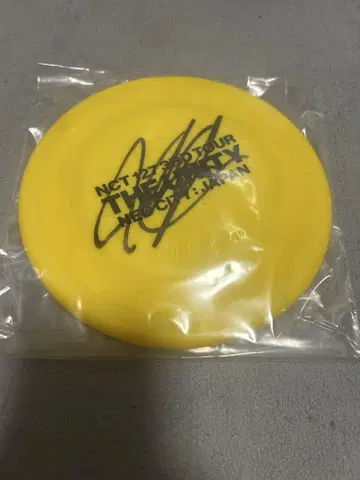 NCT 127 3RD TOUR
THE UNITY
NEO CITY : JAPAN